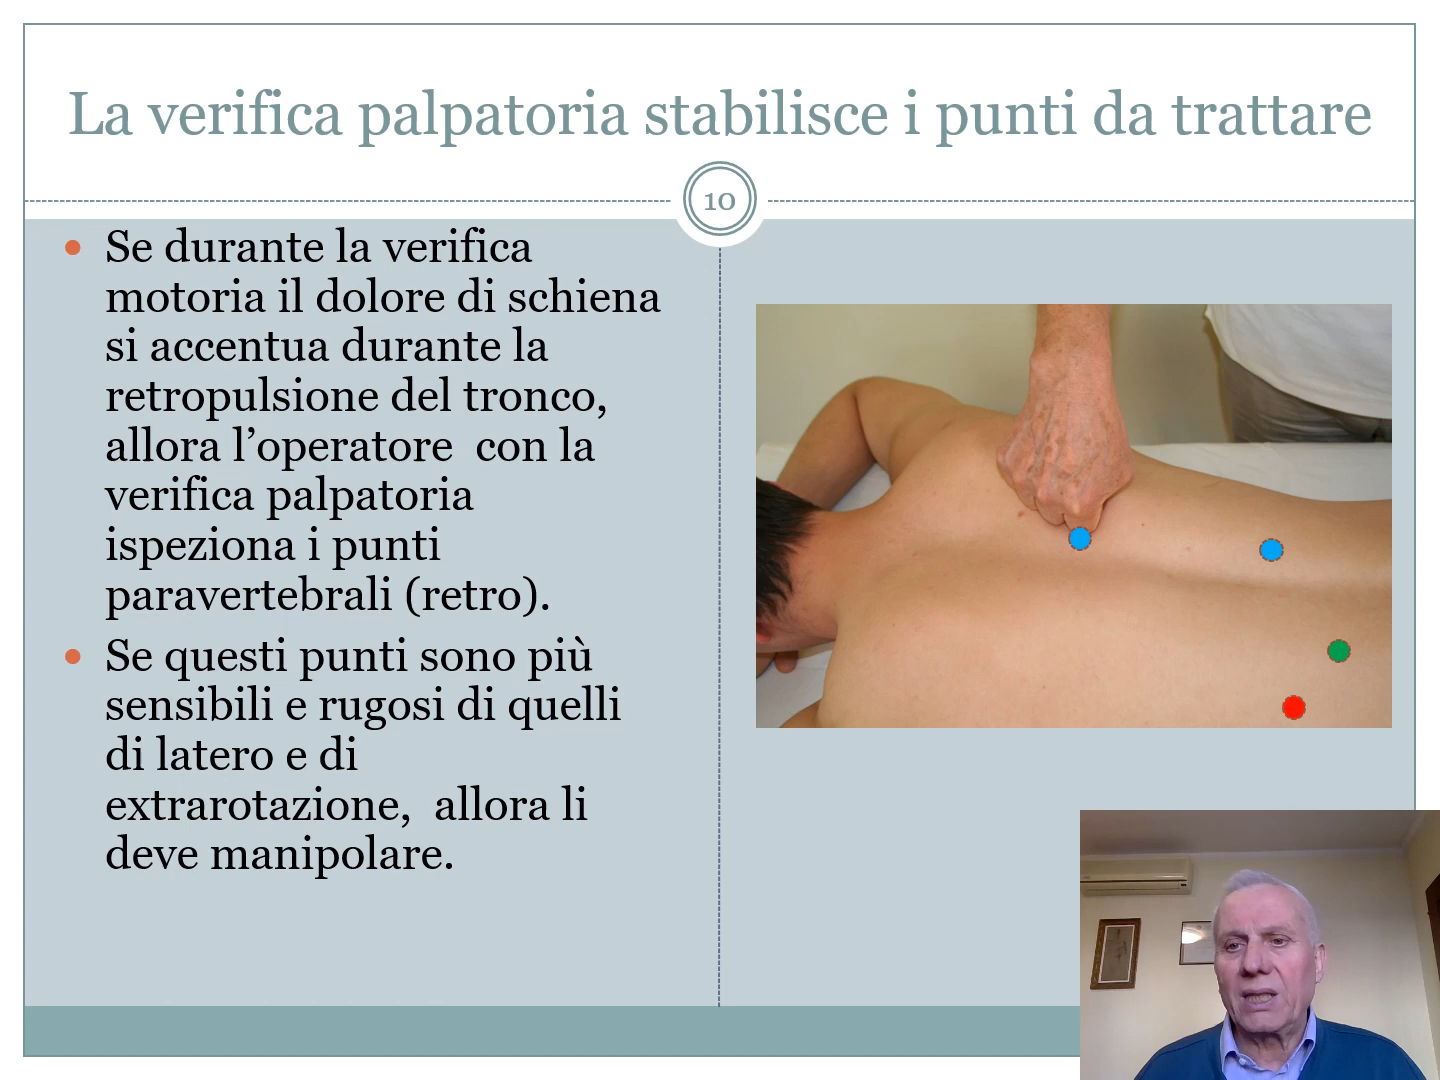 La verifica palpatoria stabilisce i punti da trattare
10
Se durante la verifica
motoria il dolore di schiena
si accentua durante la
retropulsione del tronco,
allora l’operatore  con la
verifica palpatoria
ispeziona i punti
paravertebrali (retro).
Se questi punti sono più
sensibili e rugosi di quelli
di latero e di
extrarotazione,  allora li
deve manipolare.